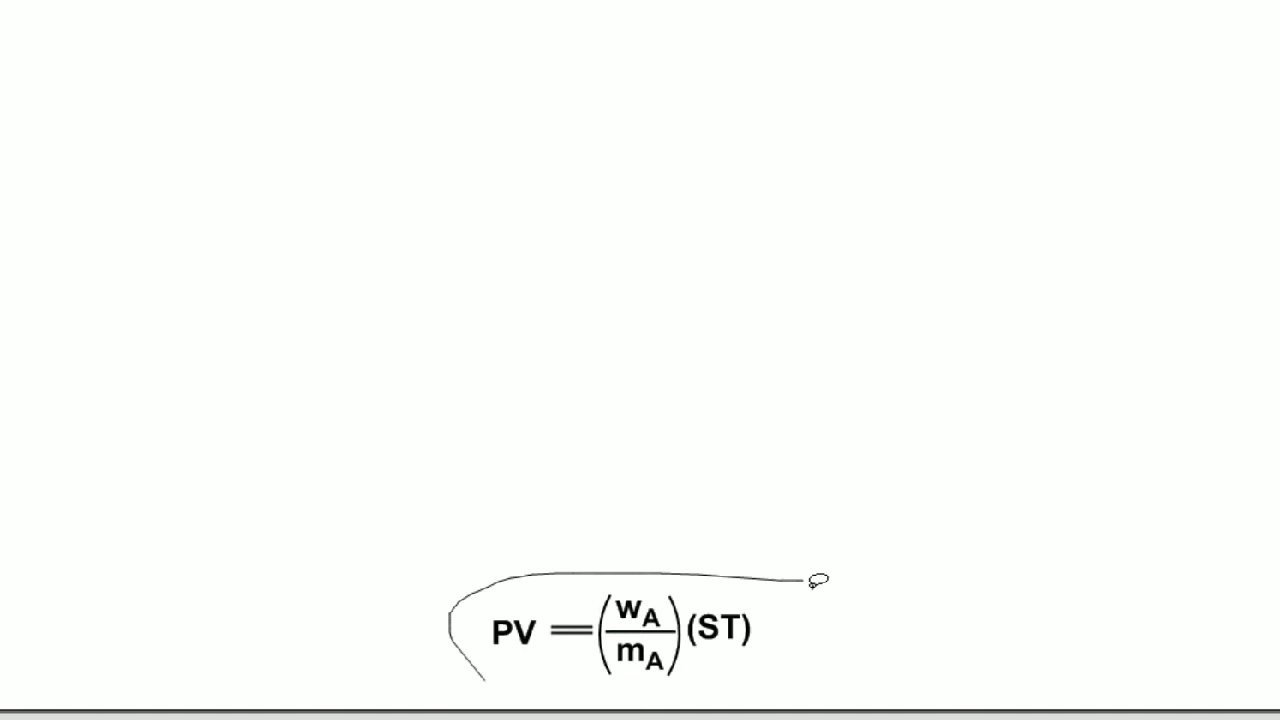 PV = (w_A / m_A) (ST)